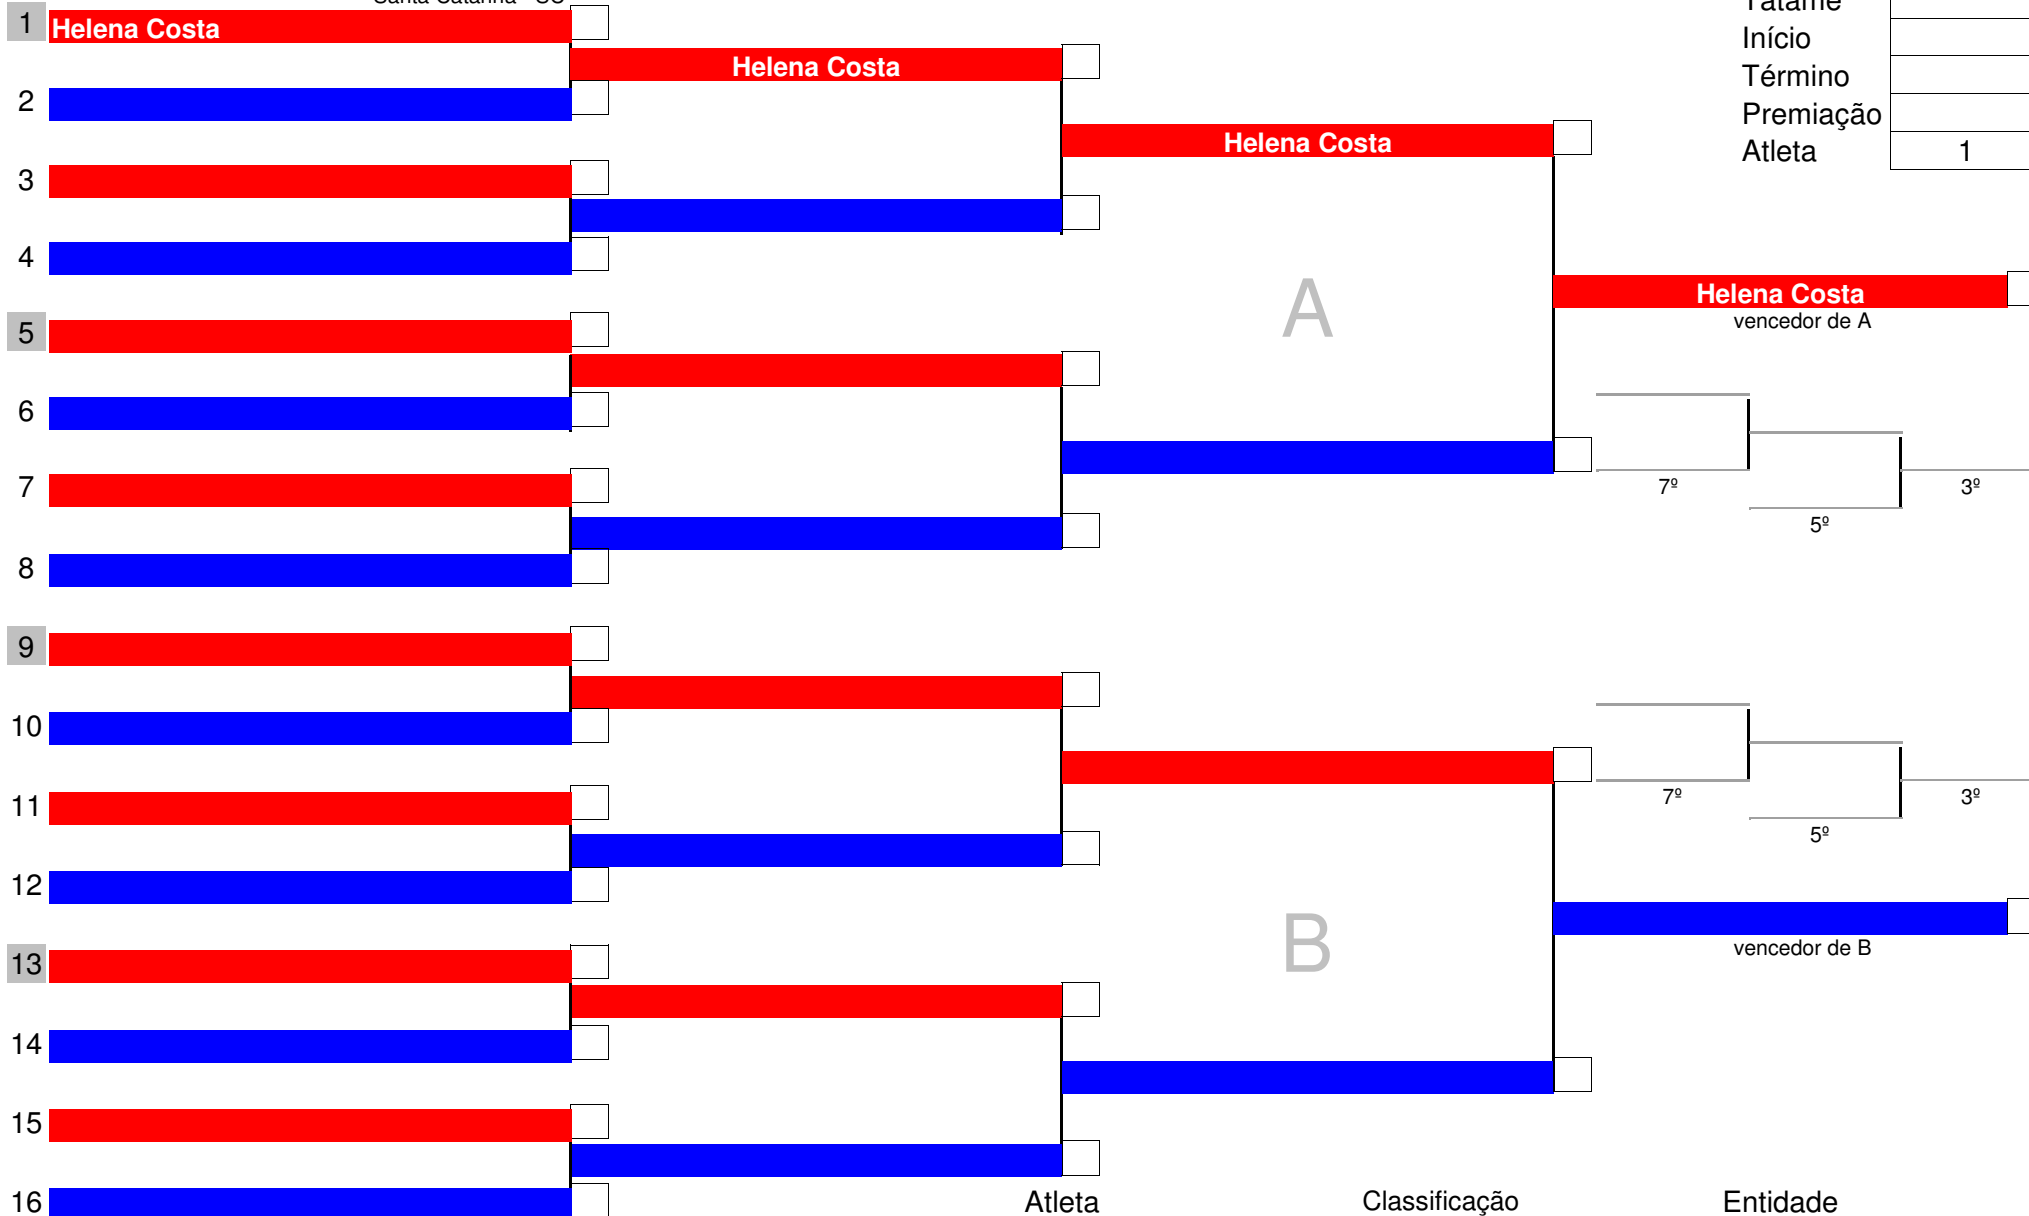 Santa Catarina - SC
1 Helena Costa
Helena Costa
2
Helena Costa
3
4
5
6
7
8
9
10
11
12
13
14
15
16
A
B
Tatame
Início
Término
Premiação
Atleta 1
Helena Costa
vencedor de A
7º
3º
5º
7º
3º
5º
vencedor de B
Atleta Classificação Entidade